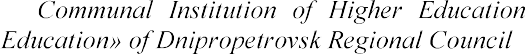 Communal Institution of Higher Education
Education» of Dnipropetrovsk Regional Council